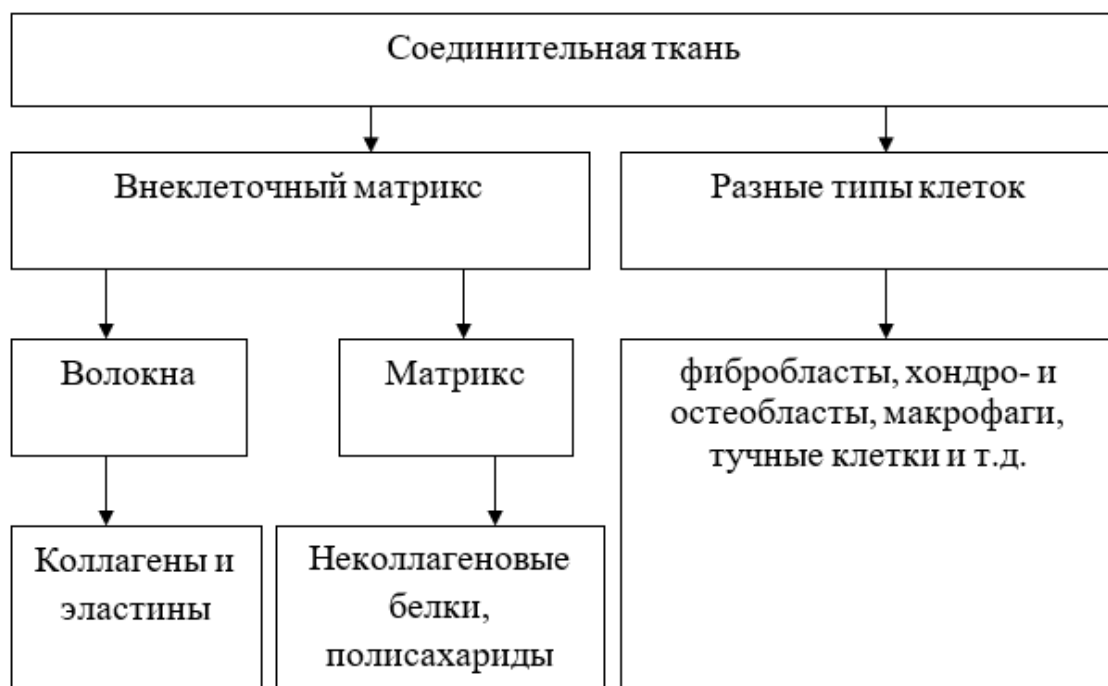 Соединительная ткань
Внеклеточный матрикс
Разные типы клеток
Волокна
Матрикс
фибробласты, хондро- и
остеобласты, макрофаги,
тучные клетки и т.д.
Коллагены и
эластины
Неколлагеновые
белки,
полисахариды